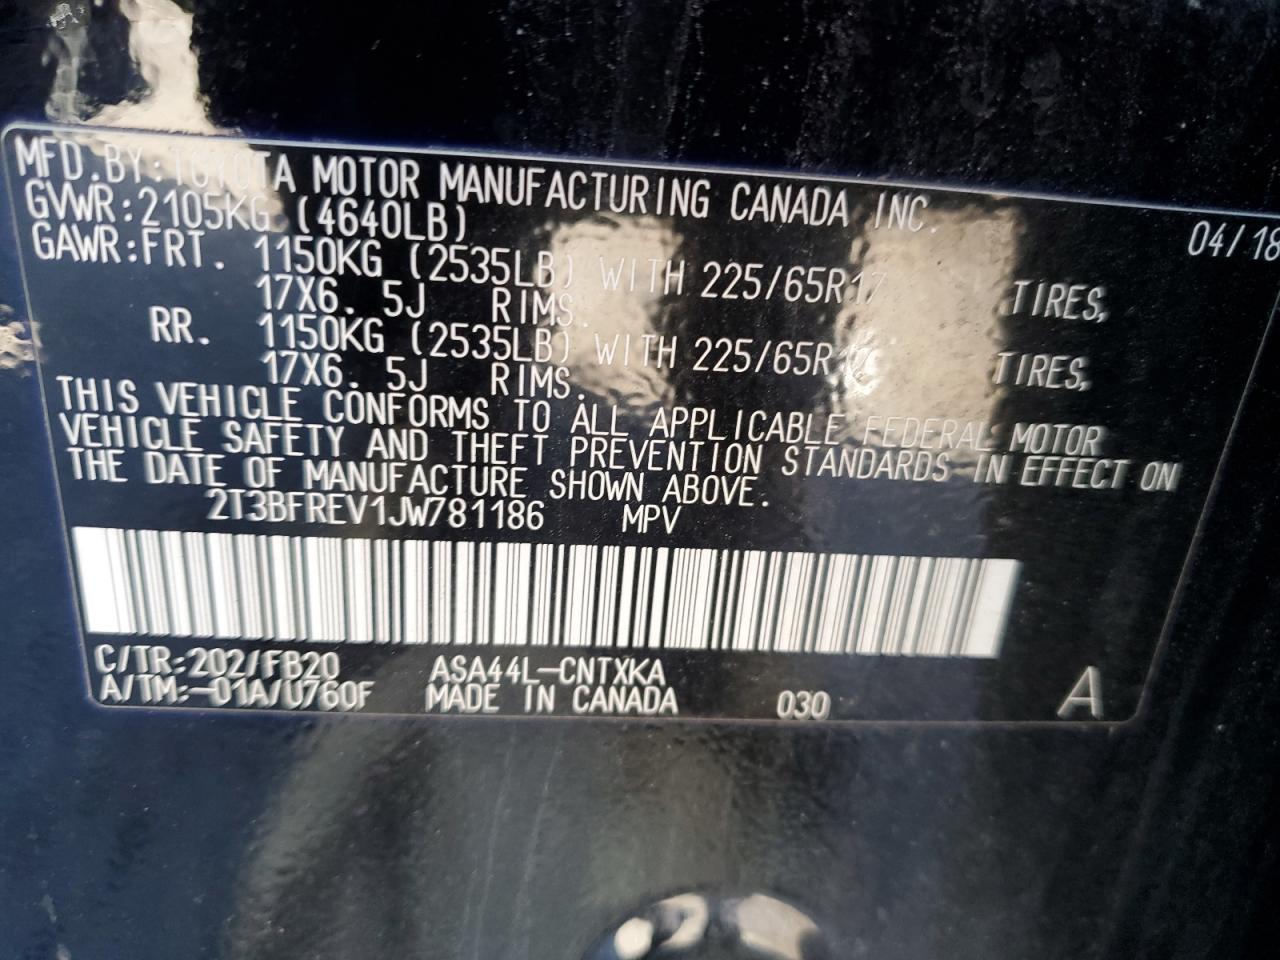 MFD.BY:TOYOTA MOTOR MANUFACTURING CANADA INC. 04/18
GVWR:2105KG (4640LB)
GAWR:FRT. 1150KG (2535LB) WITH 225/65R17 TIRES,
17X6.5J RIMS.
RR. 1150KG (2535LB) WITH 225/65R17 TIRES,
17X6.5J RIMS.
THIS VEHICLE CONFORMS TO ALL APPLICABLE FEDERAL MOTOR
VEHICLE SAFETY AND THEFT PREVENTION STANDARDS IN EFFECT ON
THE DATE OF MANUFACTURE SHOWN ABOVE.
2T3BFREV1JW781186 MPV
C/TR:202/FB20 ASA44L-CNTXKA
A/TM:-01A/U760F MADE IN CANADA 030 A